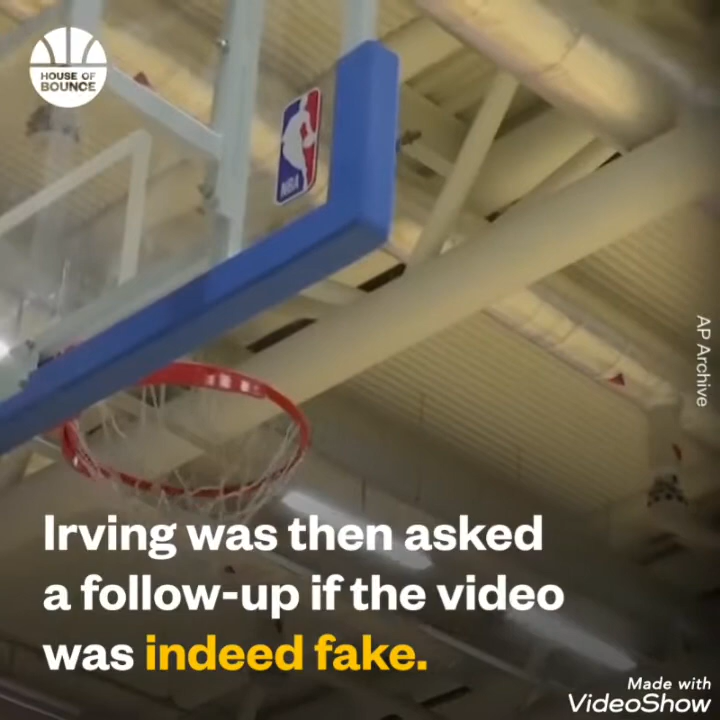 HOUSE OF
BOUNCE
NBA
AP Archive
Irving was then asked
a follow-up if the video
was indeed fake.
Made with
VideoShow